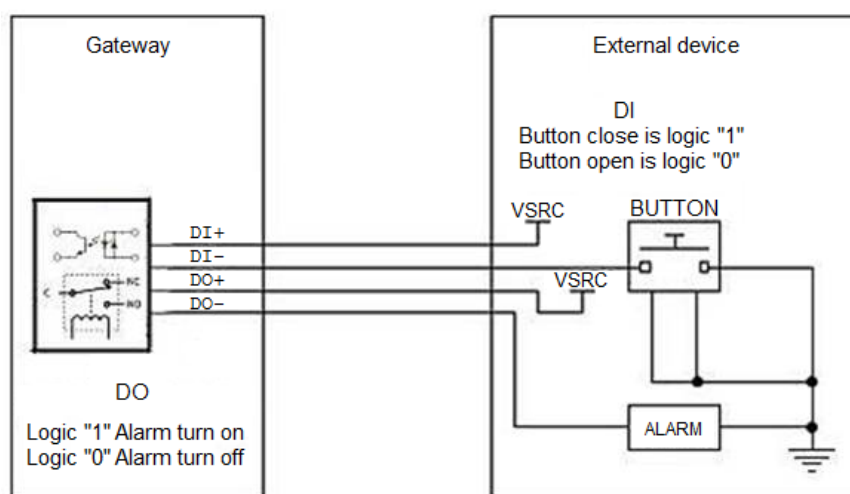 Gateway
External device
DI
Button close is logic "1"
Button open is logic "0"
VSRC
BUTTON
DI+
DI-
DO+
DO-
VSRC
NC
C
NO
DO
Logic "1" Alarm turn on
Logic "0" Alarm turn off
ALARM